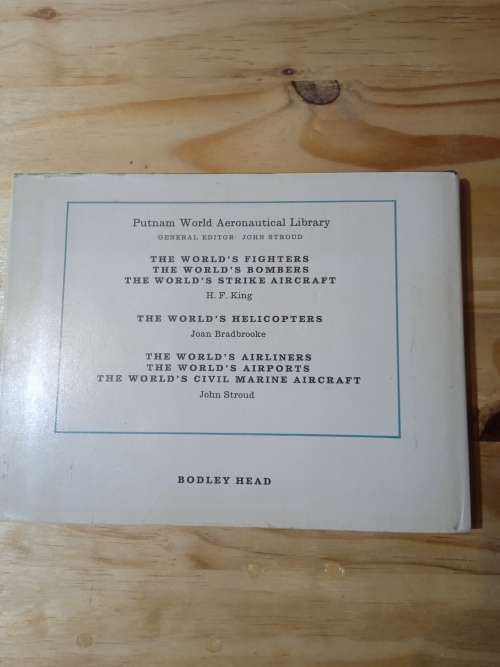 Putnam World Aeronautical Library
GENERAL EDITOR: JOHN STROUD
THE WORLD'S FIGHTERS
THE WORLD'S BOMBERS
THE WORLD'S STRIKE AIRCRAFT
H. F. King
THE WORLD'S HELICOPTERS
Joan Bradbrooke
THE WORLD'S AIRLINERS
THE WORLD'S AIRPORTS
THE WORLD'S CIVIL MARINE AIRCRAFT
John Stroud
BODLEY HEAD